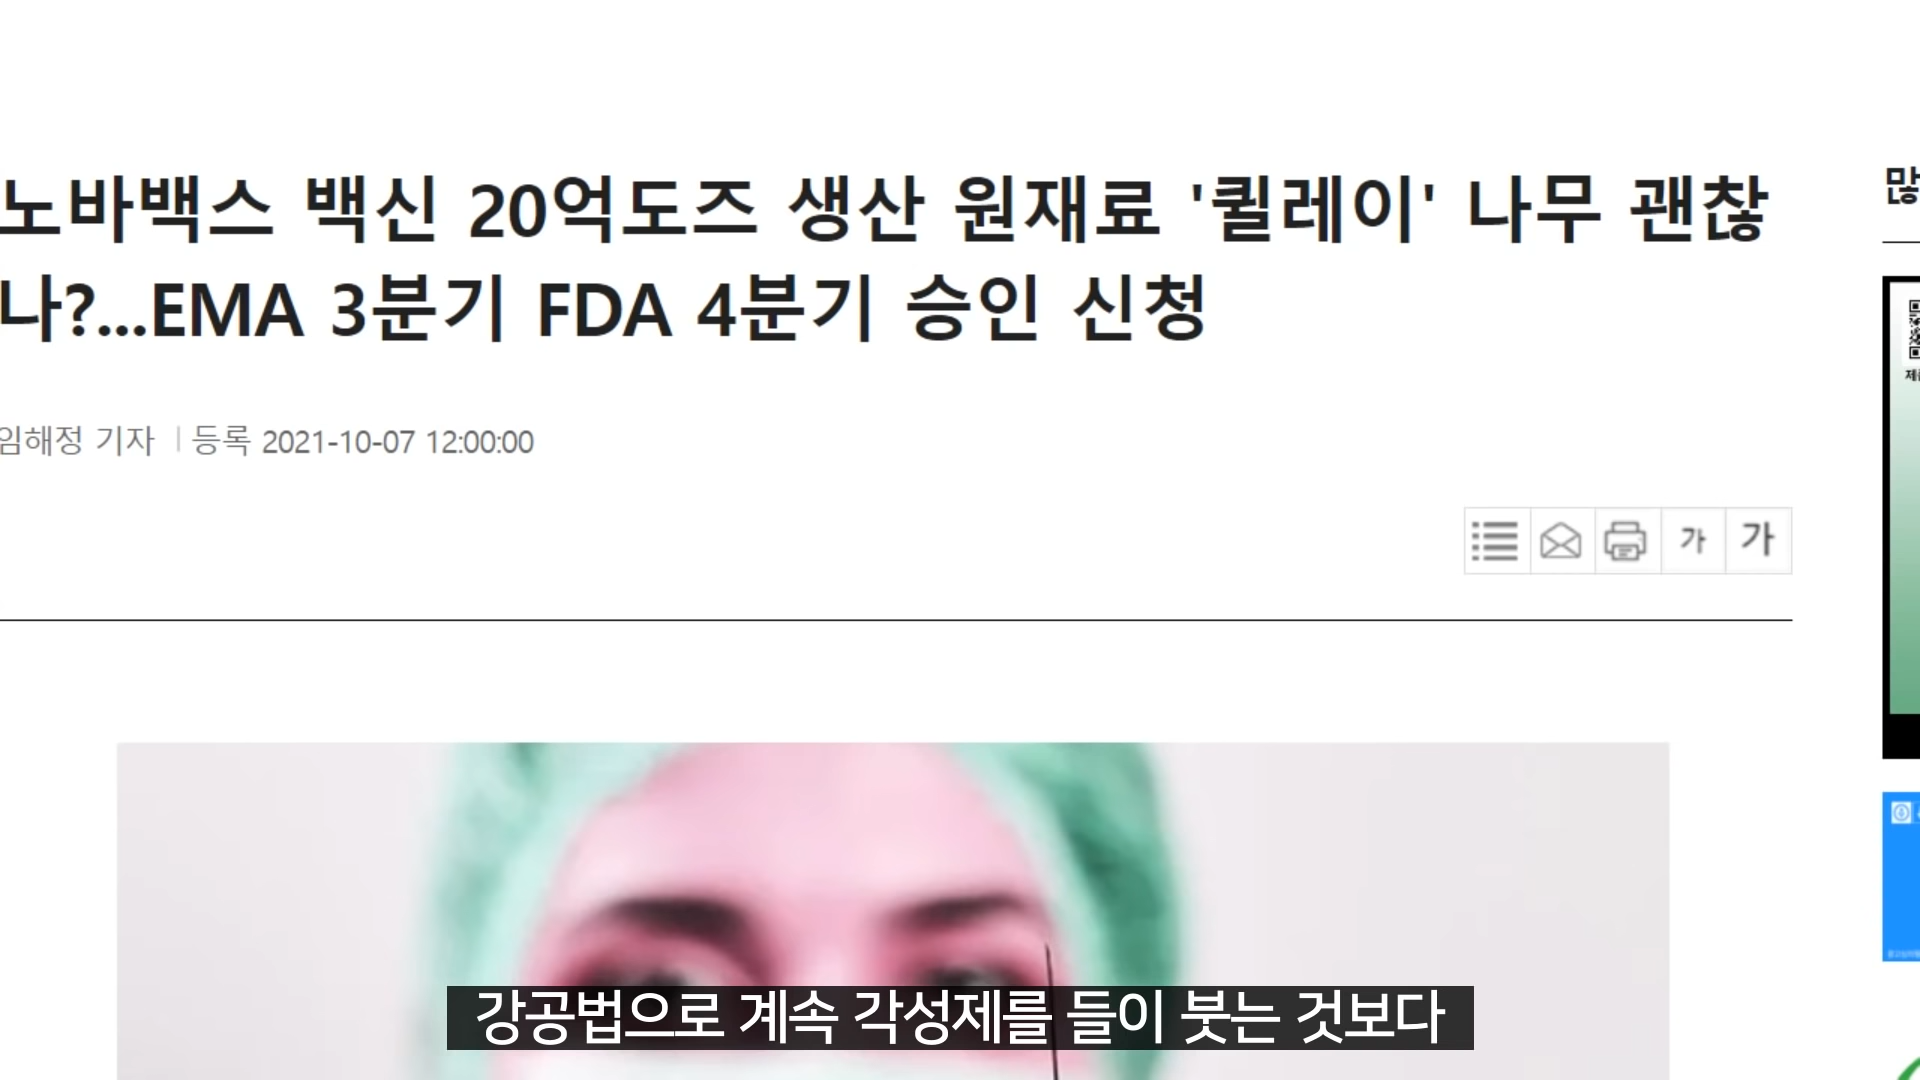 노바백스 백신 20억도즈 생산 원재료 '퀼레이' 나무 괜찮
나?...EMA 3분기 FDA 4분기 승인 신청
임해정 기자 | 등록 2021-10-07 12:00:00
가 가
많
강공법으로 계속 각성제를 들이 붓는 것보다